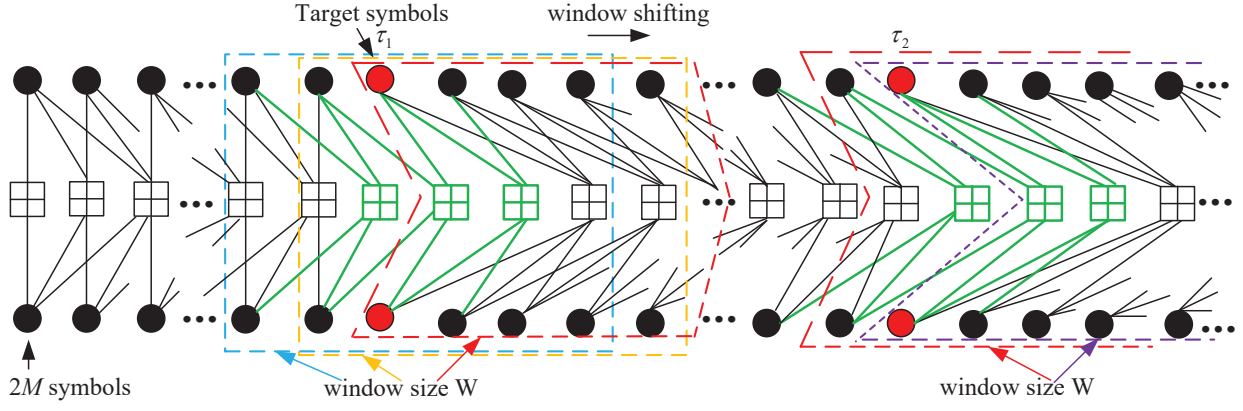 Target symbols
window shifting
τ1
τ2
2M symbols
window size W
window size W